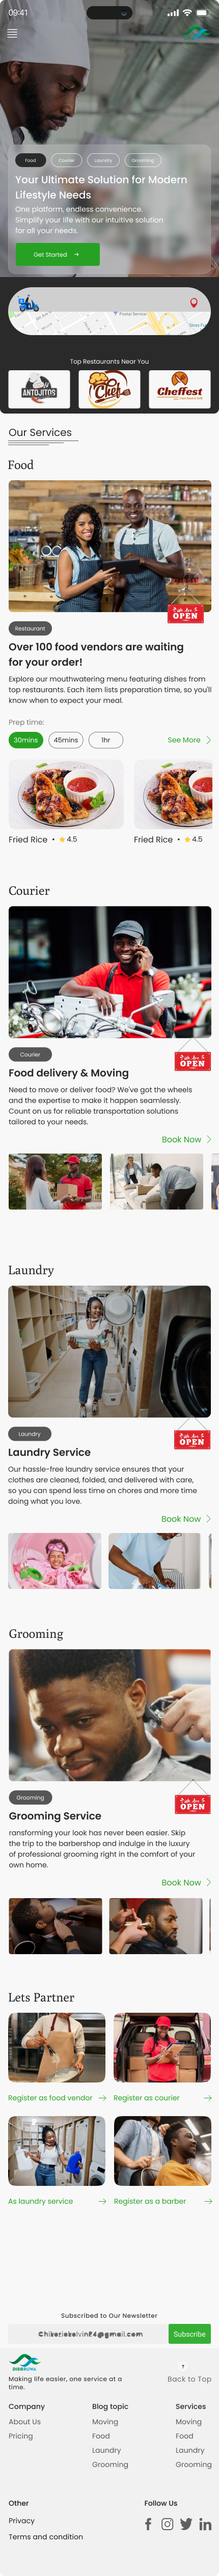 09:41
Food Courier Laundry Grooming
Your Ultimate Solution for Modern
Lifestyle Needs
One platform, endless convenience.
Simplify your life with our intuitive solution
for all your needs.
Get Started
Postal Service
Top Restaurants Near You
ANTOJITOS
Chef
Cheffest
Our Services
Food
OPEN
Restaurant
Over 100 food vendors are waiting
for your order!
Explore our mouthwatering menu featuring dishes from
top restaurants. Each item lists preparation time, so you'll
know when to expect your meal.
Prep time:
30mins 45mins 1hr See More
Fried Rice • 4.5 Fried Rice • 4.5
Courier
OPEN
Courier
Food delivery & Moving
Need to move or deliver food? We've got the wheels
and the expertise to make it happen seamlessly.
Count on us for reliable transportation solutions
tailored to your needs.
Book Now
Laundry
OPEN
Laundry
Laundry Service
Our hassle-free laundry service ensures that your
clothes are cleaned, folded, and delivered with care,
so you can spend less time on chores and more time
doing what you love.
Book Now
Grooming
OPEN
Grooming
Grooming Service
ransforming your look has never been easier. Skip
the trip to the barbershop and indulge in the luxury
of professional grooming right in the comfort of your
own home.
Book Now
Lets Partner
Register as food vendor Register as courier
As laundry service Register as a barber
Subscribed to Our Newsletter
Subscribe
Making life easier, one service at a
time.
Back to Top
Company Blog topic Services
About Us Moving Moving
Pricing Food Food
Laundry Laundry
Grooming Grooming
Other Follow Us
Privacy
Terms and condition